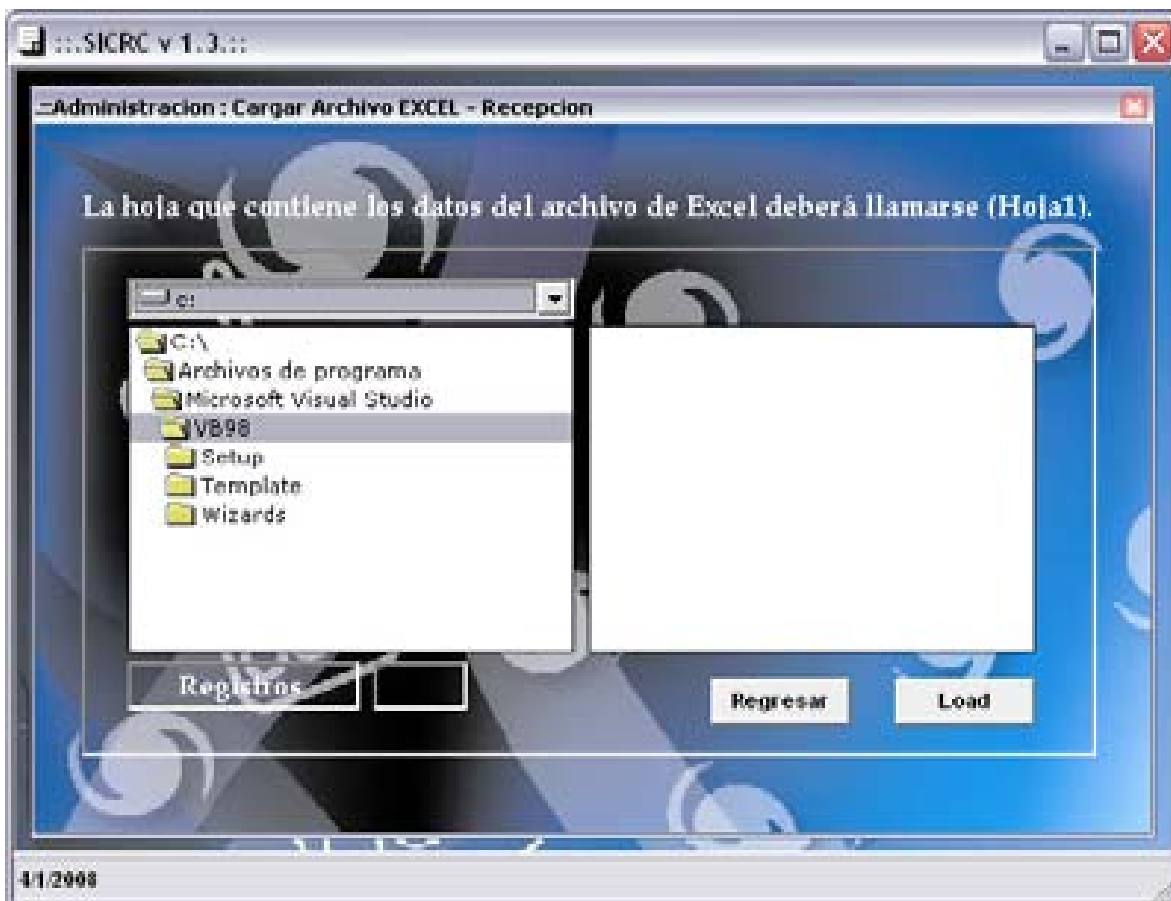 :::.SICRC v 1.3.:::
.::Administracion : Cargar Archivo EXCEL - Recepcion
La hoja que contiene los datos del archivo de Excel deberá llamarse (Hoja1).
c:
C:\
Archivos de programa
Microsoft Visual Studio
VB98
Setup
Template
Wizards
Registros
Regresar
Load
4/1/2008